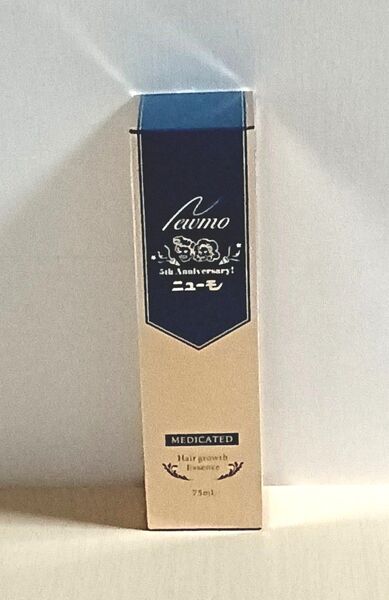 Newmo
5th Anniversary!
ニューモ
MEDICATED
Hair growth
Essence
75ml